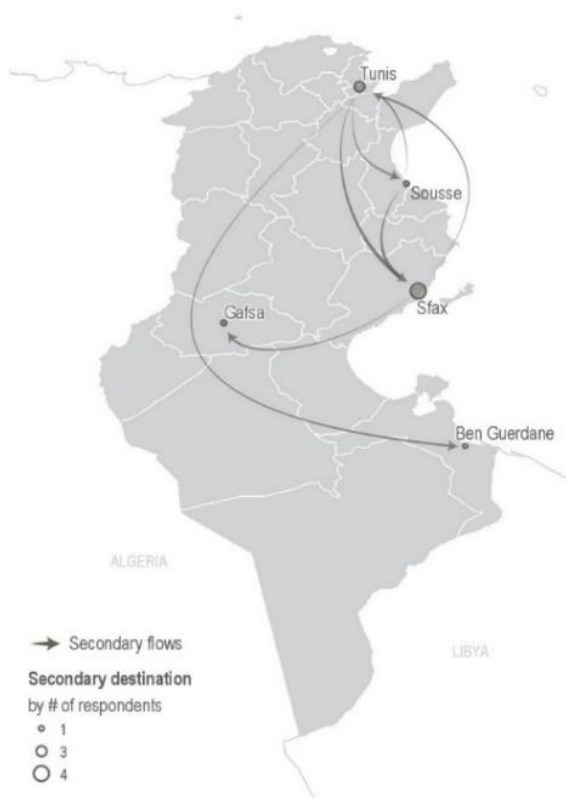 Tunis
Sousse
Sfax
Gafsa
Ben Guerdane
ALGERIA
LIBYA
Secondary flows
Secondary destination
by # of respondents
1
3
4